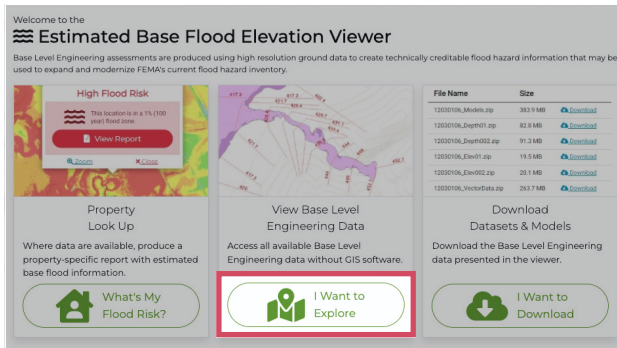 Welcome to the
Estimated Base Flood Elevation Viewer
Base Level Engineering assessments are produced using high resolution ground data to create technically creditable flood hazard information that may be
used to expand and modernize FEMA's current flood hazard inventory.
High Flood Risk
This location is in a 1% (100
year) flood zone.
View Report
Zoom
Close
Property
Look Up
Where data are available, produce a
property-specific report with estimated
base flood information.
What's My
Flood Risk?
417.3
417.3
421.7
View Base Level
Engineering Data
Access all available Base Level
Engineering data without GIS software.
I Want to
Explore
File Name Size
12030106_Models.zip 383.9 MB Download
12030106_Depth01.zip 82.8 MB Download
12030106_Depth002.zip 91.3 MB Download
12030106_Elev01.zip 19.5 MB Download
12030106_Elev002.zip 20.1 MB Download
12030106_VectorData.zip 263.7 MB Download
Download
Datasets & Models
Download the Base Level Engineering
data presented in the viewer.
I Want to
Download